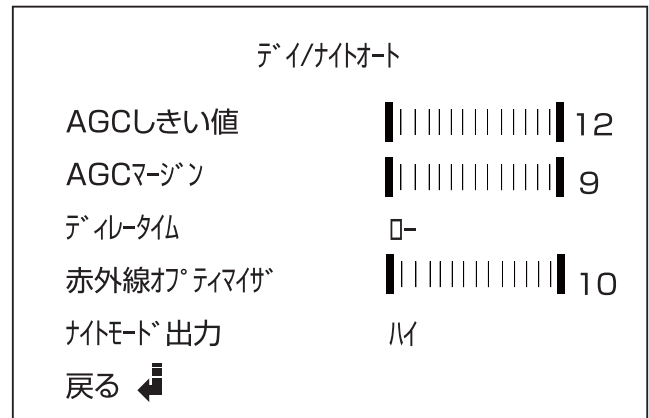 ﾃﾞｲ/ﾅｲﾄｵｰﾄ
AGCしきい値 12
AGCﾏｰｼﾞﾝ 9
ﾃﾞｨﾚｰﾀｲﾑ ﾛｰ
赤外線ｵﾌﾟﾃｨﾏｲｻﾞ 10
ﾅｲﾄﾓｰﾄﾞ出力 ﾊｲ
戻る